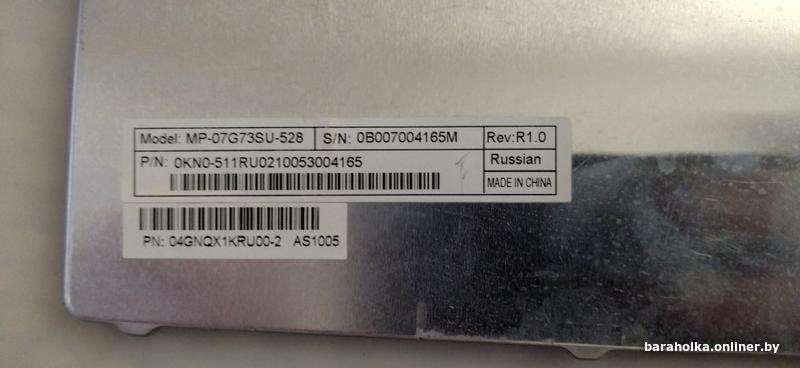 Model: MP-07G73SU-528 S/N: 0B007004165M Rev:R1.0
P/N: 0KN0-511RU0210053004165 Russian
MADE IN CHINA
PN: 04GNQX1KRU00-2 AS1005
baraholka.onliner.by